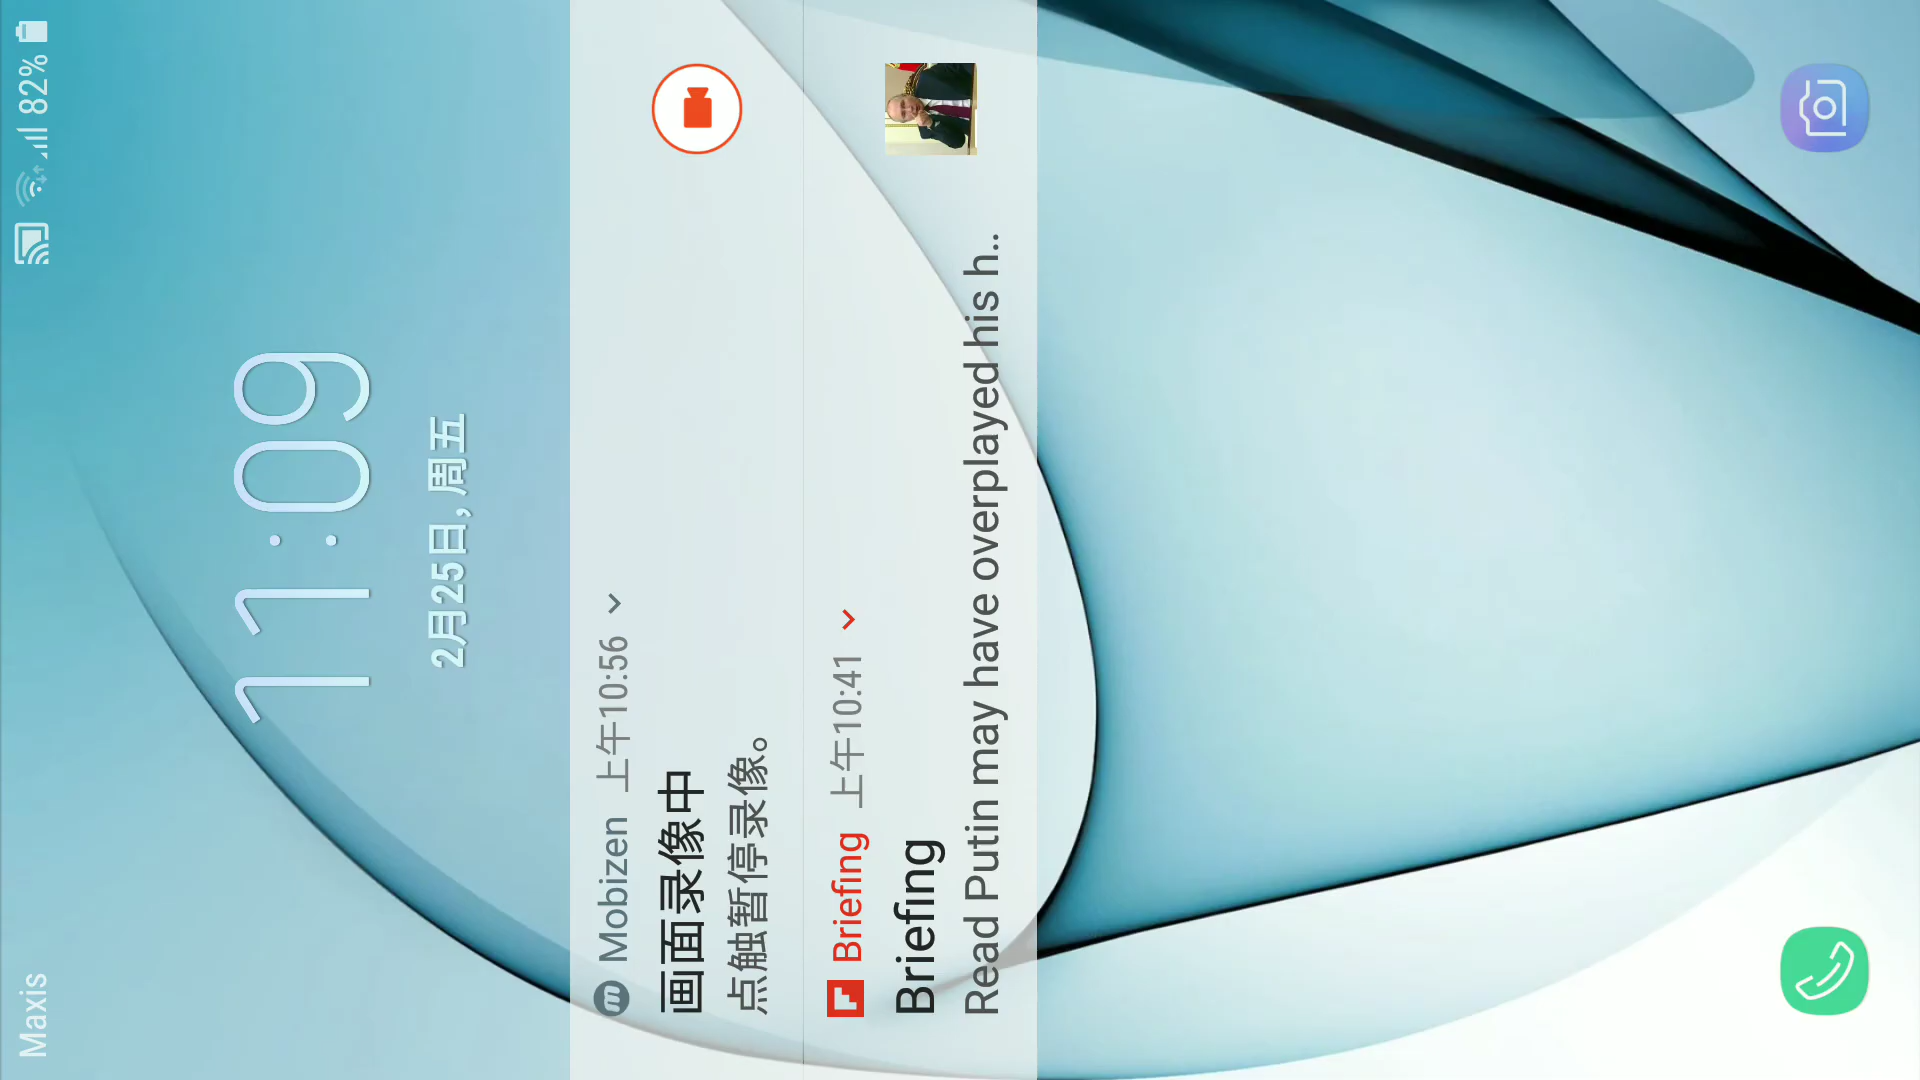 Maxis 82%
11:09
2月25日, 周五
Mobizen 上午10:56
画面录像中
点触暂停录像。
Briefing 上午10:41
Briefing
Read Putin may have overplayed his h..